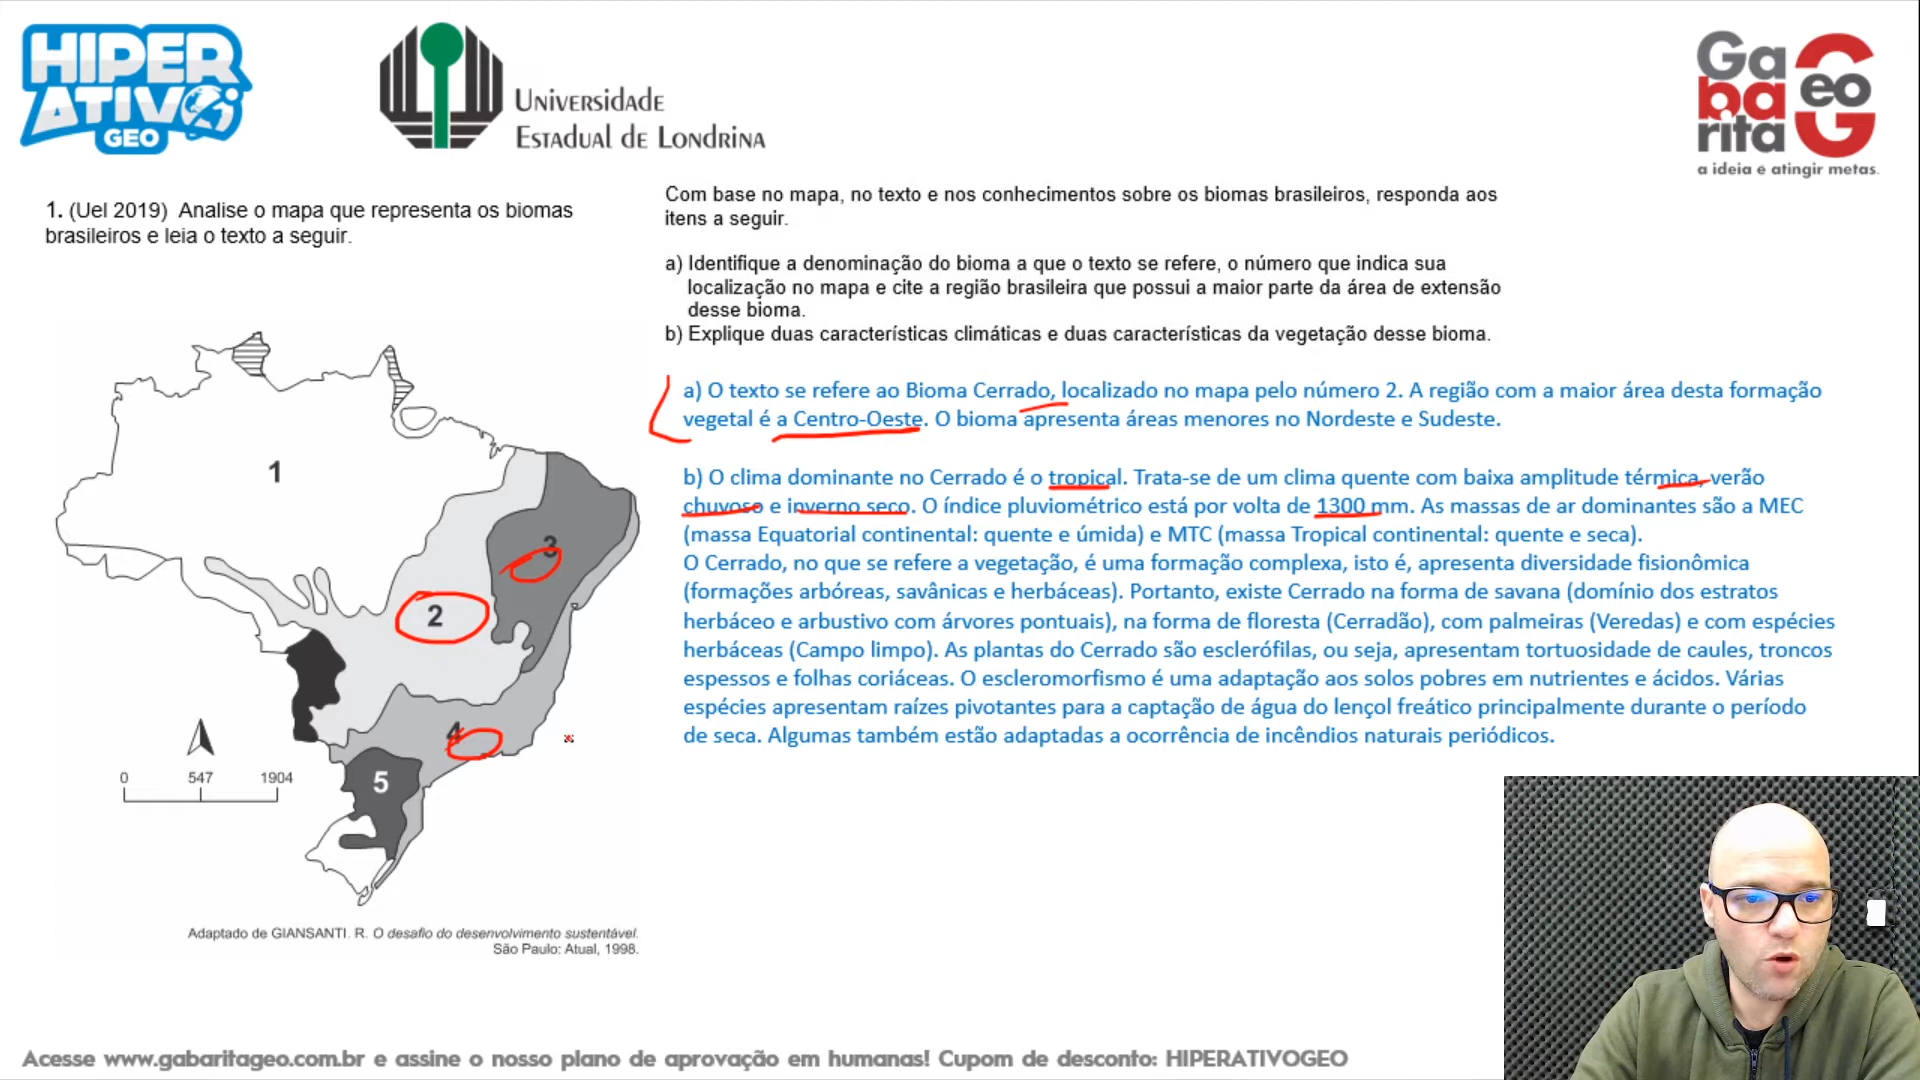 HIPER
ATIVO
GEO
UNIVERSIDADE
ESTADUAL DE LONDRINA
Ga
ba
rita
Geo
a ideia e atingir metas.
1. (Uel 2019) Analise o mapa que representa os biomas
brasileiros e leia o texto a seguir.
1
2
3
4
5
0 547 1904
Adaptado de GIANSANTI. R. O desafio do desenvolvimento sustentável.
São Paulo: Atual, 1998.
Com base no mapa, no texto e nos conhecimentos sobre os biomas brasileiros, responda aos
itens a seguir.
a) Identifique a denominação do bioma a que o texto se refere, o número que indica sua
localização no mapa e cite a região brasileira que possui a maior parte da área de extensão
desse bioma.
b) Explique duas características climáticas e duas características da vegetação desse bioma.
a) O texto se refere ao Bioma Cerrado, localizado no mapa pelo número 2. A região com a maior área desta formação
vegetal é a Centro-Oeste. O bioma apresenta áreas menores no Nordeste e Sudeste.
b) O clima dominante no Cerrado é o tropical. Trata-se de um clima quente com baixa amplitude térmica, verão
chuvoso e inverno seco. O índice pluviométrico está por volta de 1300 mm. As massas de ar dominantes são a MEC
(massa Equatorial continental: quente e úmida) e MTC (massa Tropical continental: quente e seca).
O Cerrado, no que se refere a vegetação, é uma formação complexa, isto é, apresenta diversidade fisionômica
(formações arbóreas, savânicas e herbáceas). Portanto, existe Cerrado na forma de savana (domínio dos estratos
herbáceo e arbustivo com árvores pontuais), na forma de floresta (Cerradão), com palmeiras (Veredas) e com espécies
herbáceas (Campo limpo). As plantas do Cerrado são esclerófilas, ou seja, apresentam tortuosidade de caules, troncos
espessos e folhas coriáceas. O escleromorfismo é uma adaptação aos solos pobres em nutrientes e ácidos. Várias
espécies apresentam raízes pivotantes para a captação de água do lençol freático principalmente durante o período
de seca. Algumas também estão adaptadas a ocorrência de incêndios naturais periódicos.
Acesse www.gabaritageo.com.br e assine o nosso plano de aprovação em humanas! Cupom de desconto: HIPERATIVOGEO